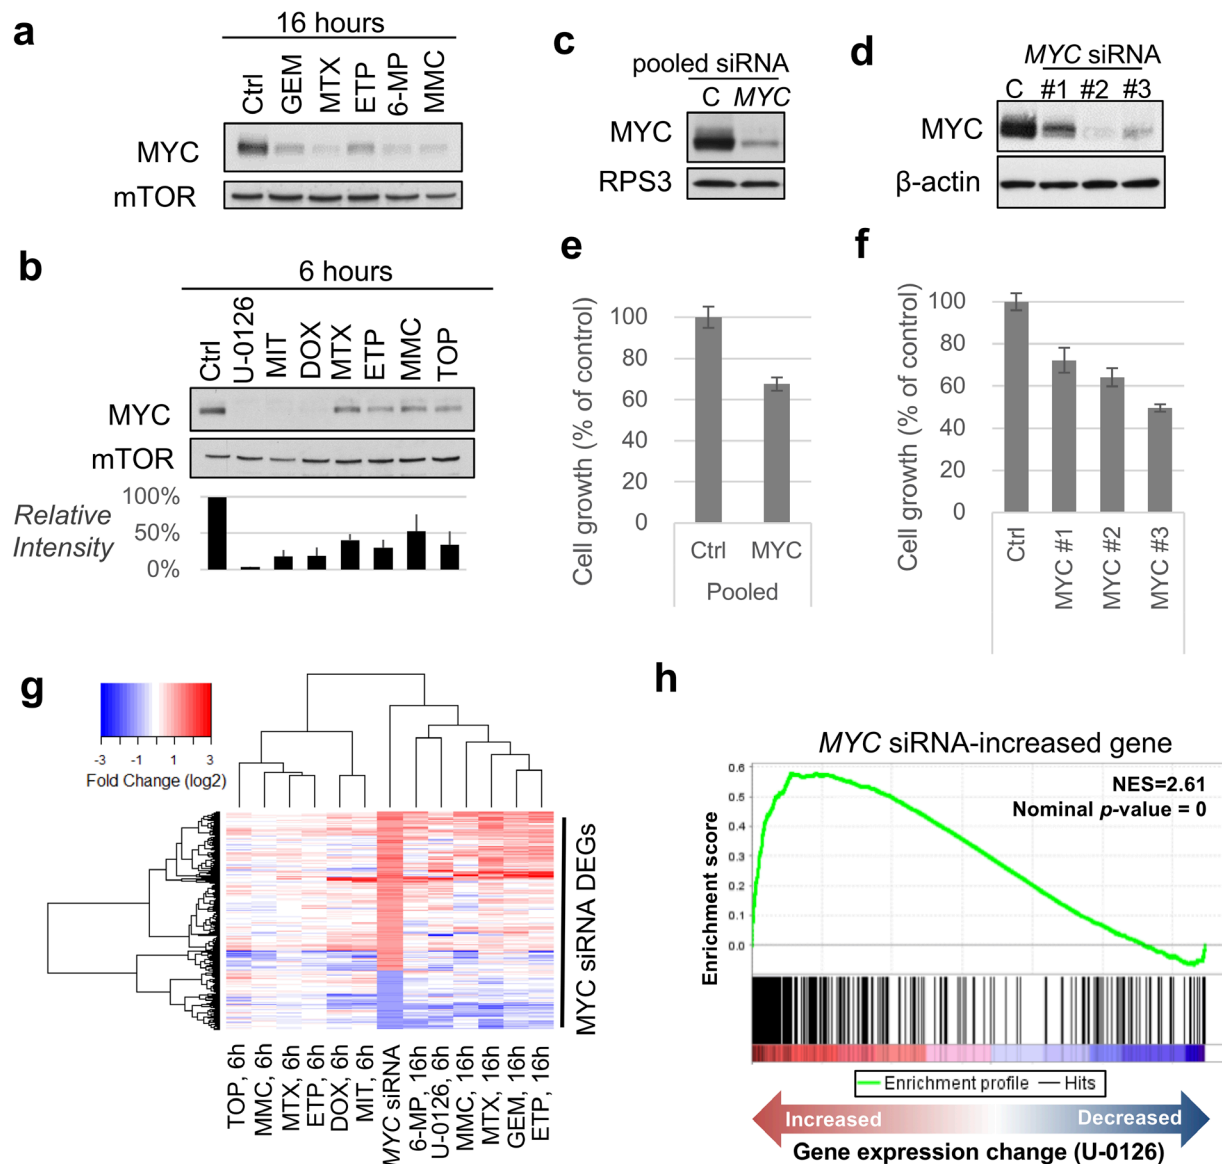 a
16 hours
Ctrl
GEM
MTX
ETP
6-MP
MMC
MYC
mTOR
b
6 hours
Ctrl
U-0126
MIT
DOX
MTX
ETP
MMC
TOP
MYC
mTOR
Relative
Intensity
100%
50%
0%
c
pooled siRNA
C MYC
MYC
RPS3
d
MYC siRNA
C #1 #2 #3
MYC
β-actin
e
Cell growth (% of control)
100
80
60
40
20
0
Ctrl MYC
Pooled
f
Cell growth (% of control)
100
80
60
40
20
0
Ctrl
MYC #1
MYC #2
MYC #3
g
-3 -1 1 3
Fold Change (log2)
MYC siRNA DEGs
TOP, 6h
MMC, 6h
MTX, 6h
ETP, 6h
DOX, 6h
MIT, 6h
MYC siRNA
6-MP, 16h
U-0126, 6h
MMC, 16h
MTX, 16h
GEM, 16h
ETP, 16h
h
MYC siRNA-increased gene
NES=2.61
Nominal p-value = 0
Enrichment score
0.6
0.5
0.4
0.3
0.2
0.1
0.0
Enrichment profile Hits
Increased Decreased
Gene expression change (U-0126)